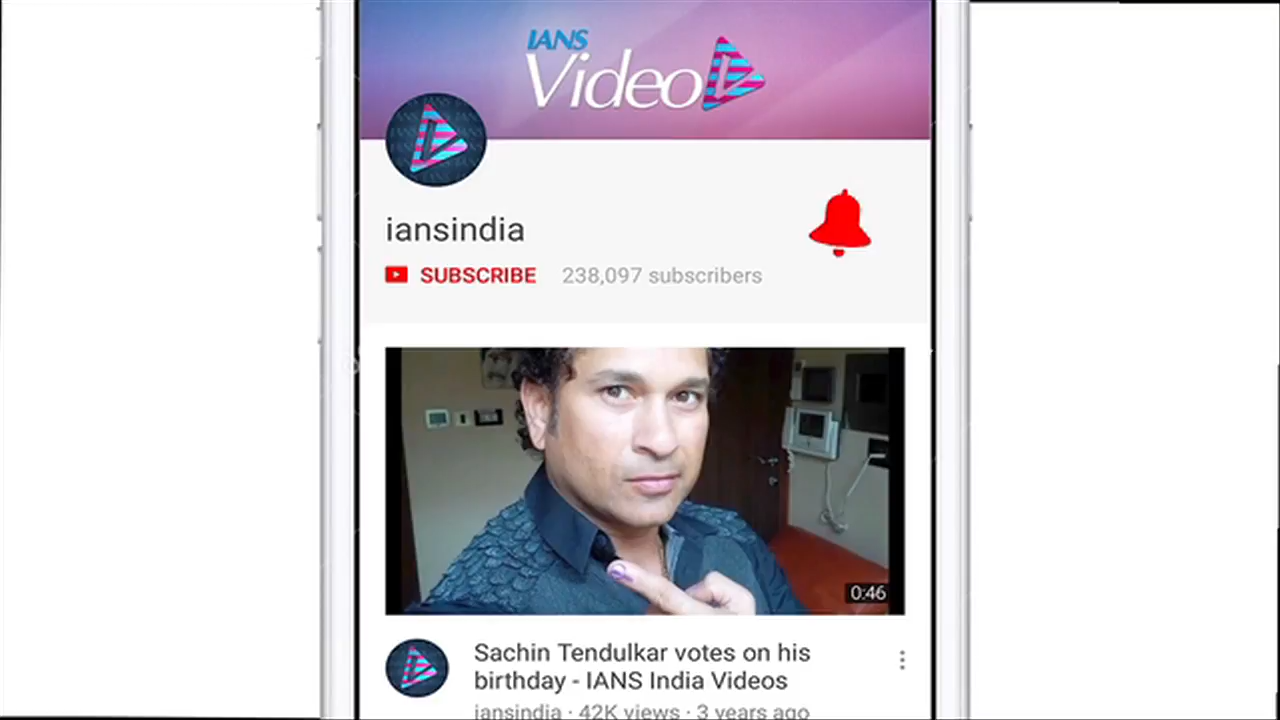 IANS
Video
iansindia
SUBSCRIBE 238,097 subscribers
0:46
Sachin Tendulkar votes on his
birthday - IANS India Videos
iansindia · 42K views · 3 years ago